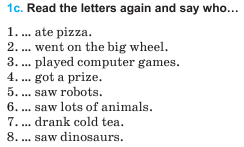 1c. Read the letters again and say who...
1. ... ate pizza.
2. ... went on the big wheel.
3. ... played computer games.
4. ... got a prize.
5. ... saw robots.
6. ... saw lots of animals.
7. ... drank cold tea.
8. ... saw dinosaurs.